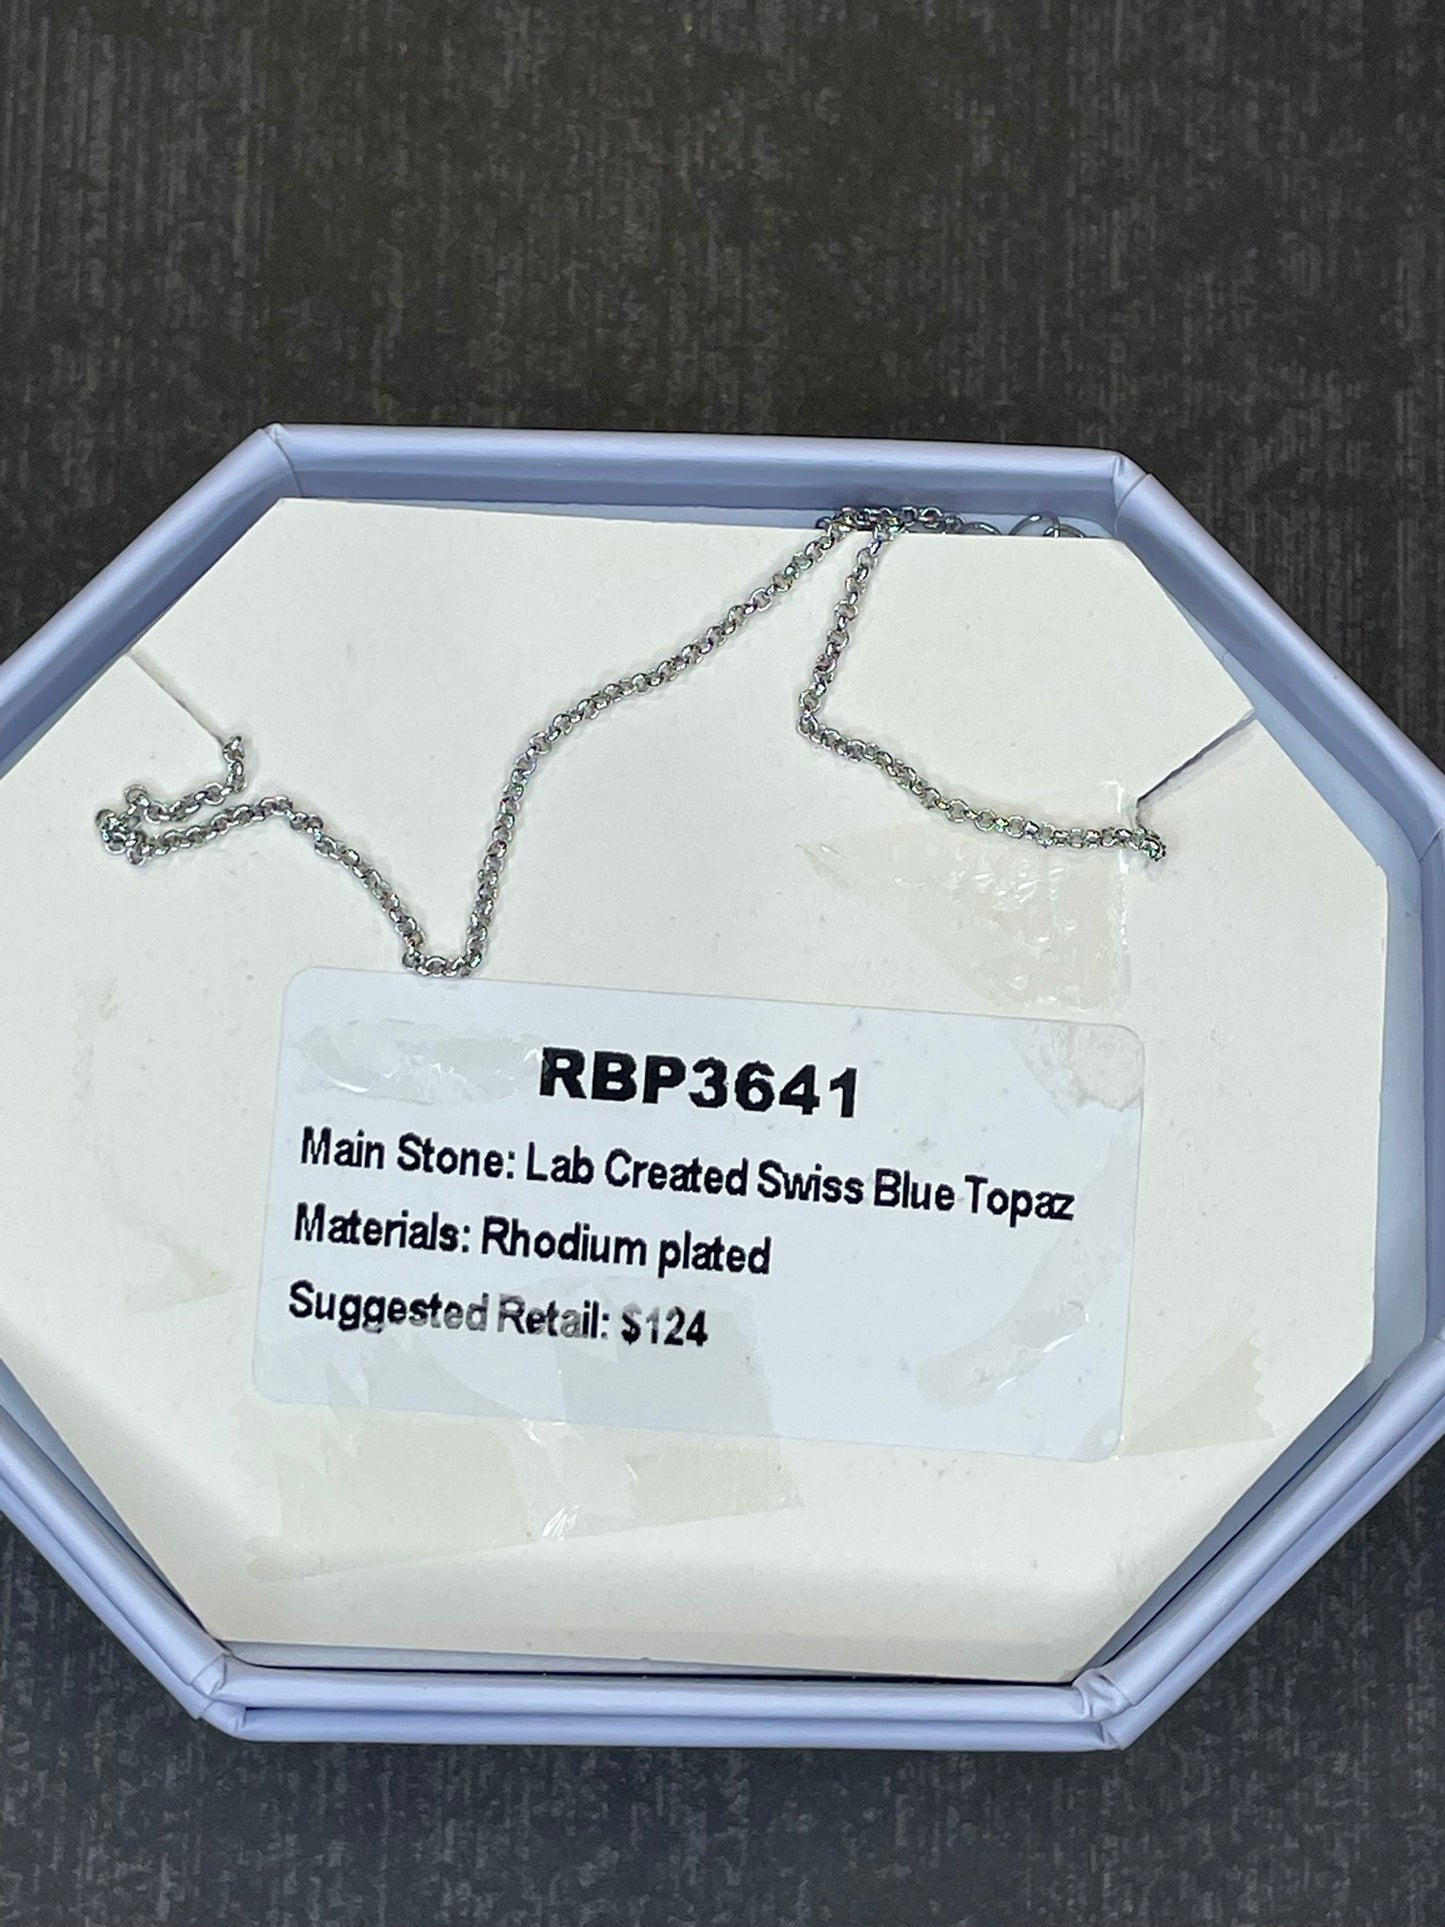 RBP3641
Main Stone: Lab Created Swiss Blue Topaz
Materials: Rhodium plated
Suggested Retail: $124